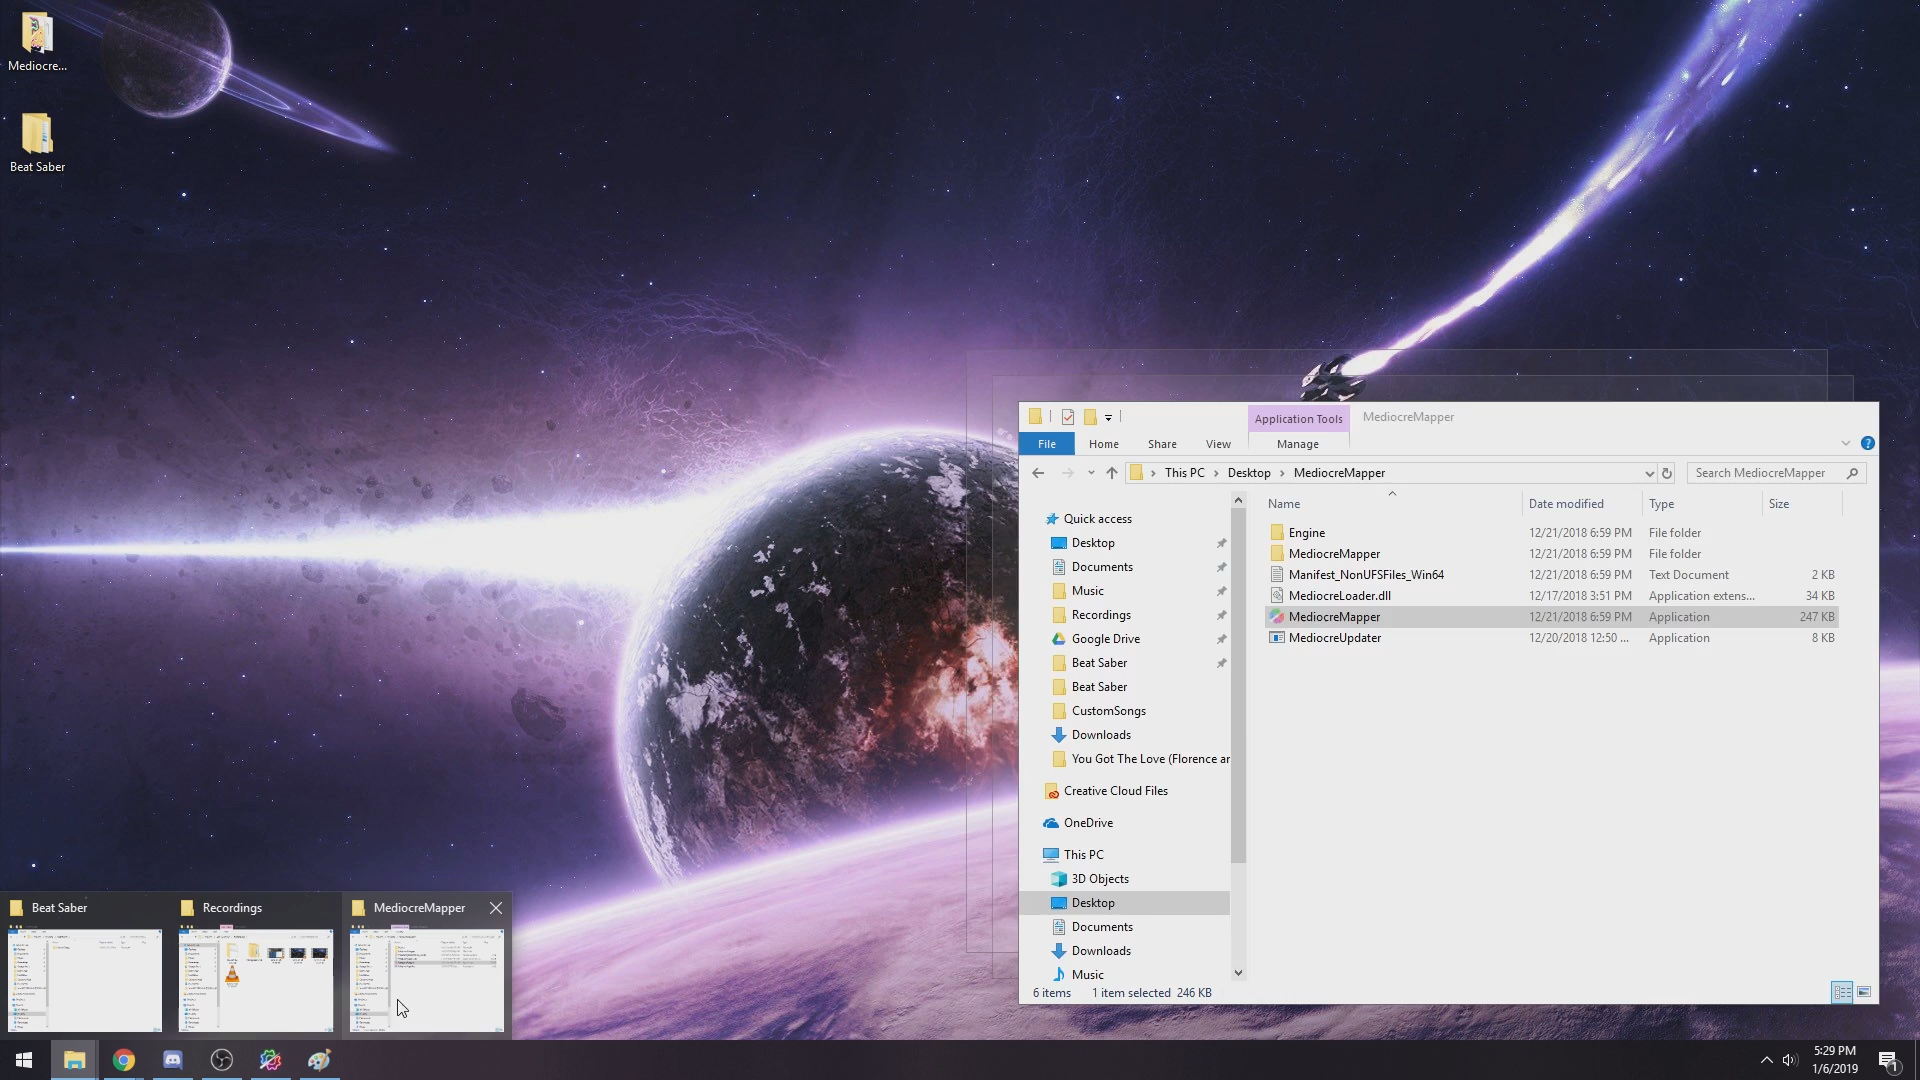 Mediocre...
Beat Saber
Application Tools
MediocreMapper
File
Home
Share
View
Manage
This PC
Desktop
MediocreMapper
Search MediocreMapper
Name
Date modified
Type
Size
Quick access
Desktop
Documents
Music
Recordings
Google Drive
Beat Saber
Beat Saber
CustomSongs
Downloads
You Got The Love (Florence ar
Creative Cloud Files
OneDrive
This PC
3D Objects
Desktop
Documents
Downloads
Music
Engine 12/21/2018 6:59 PM File folder
MediocreMapper 12/21/2018 6:59 PM File folder
Manifest_NonUFSFiles_Win64 12/21/2018 6:59 PM Text Document 2 KB
MediocreLoader.dll 12/17/2018 3:51 PM Application extens... 34 KB
MediocreMapper 12/21/2018 6:59 PM Application 247 KB
MediocreUpdater 12/20/2018 12:50 ... Application 8 KB
6 items 1 item selected 246 KB
Beat Saber
Recordings
MediocreMapper
5:29 PM
1/6/2019
1